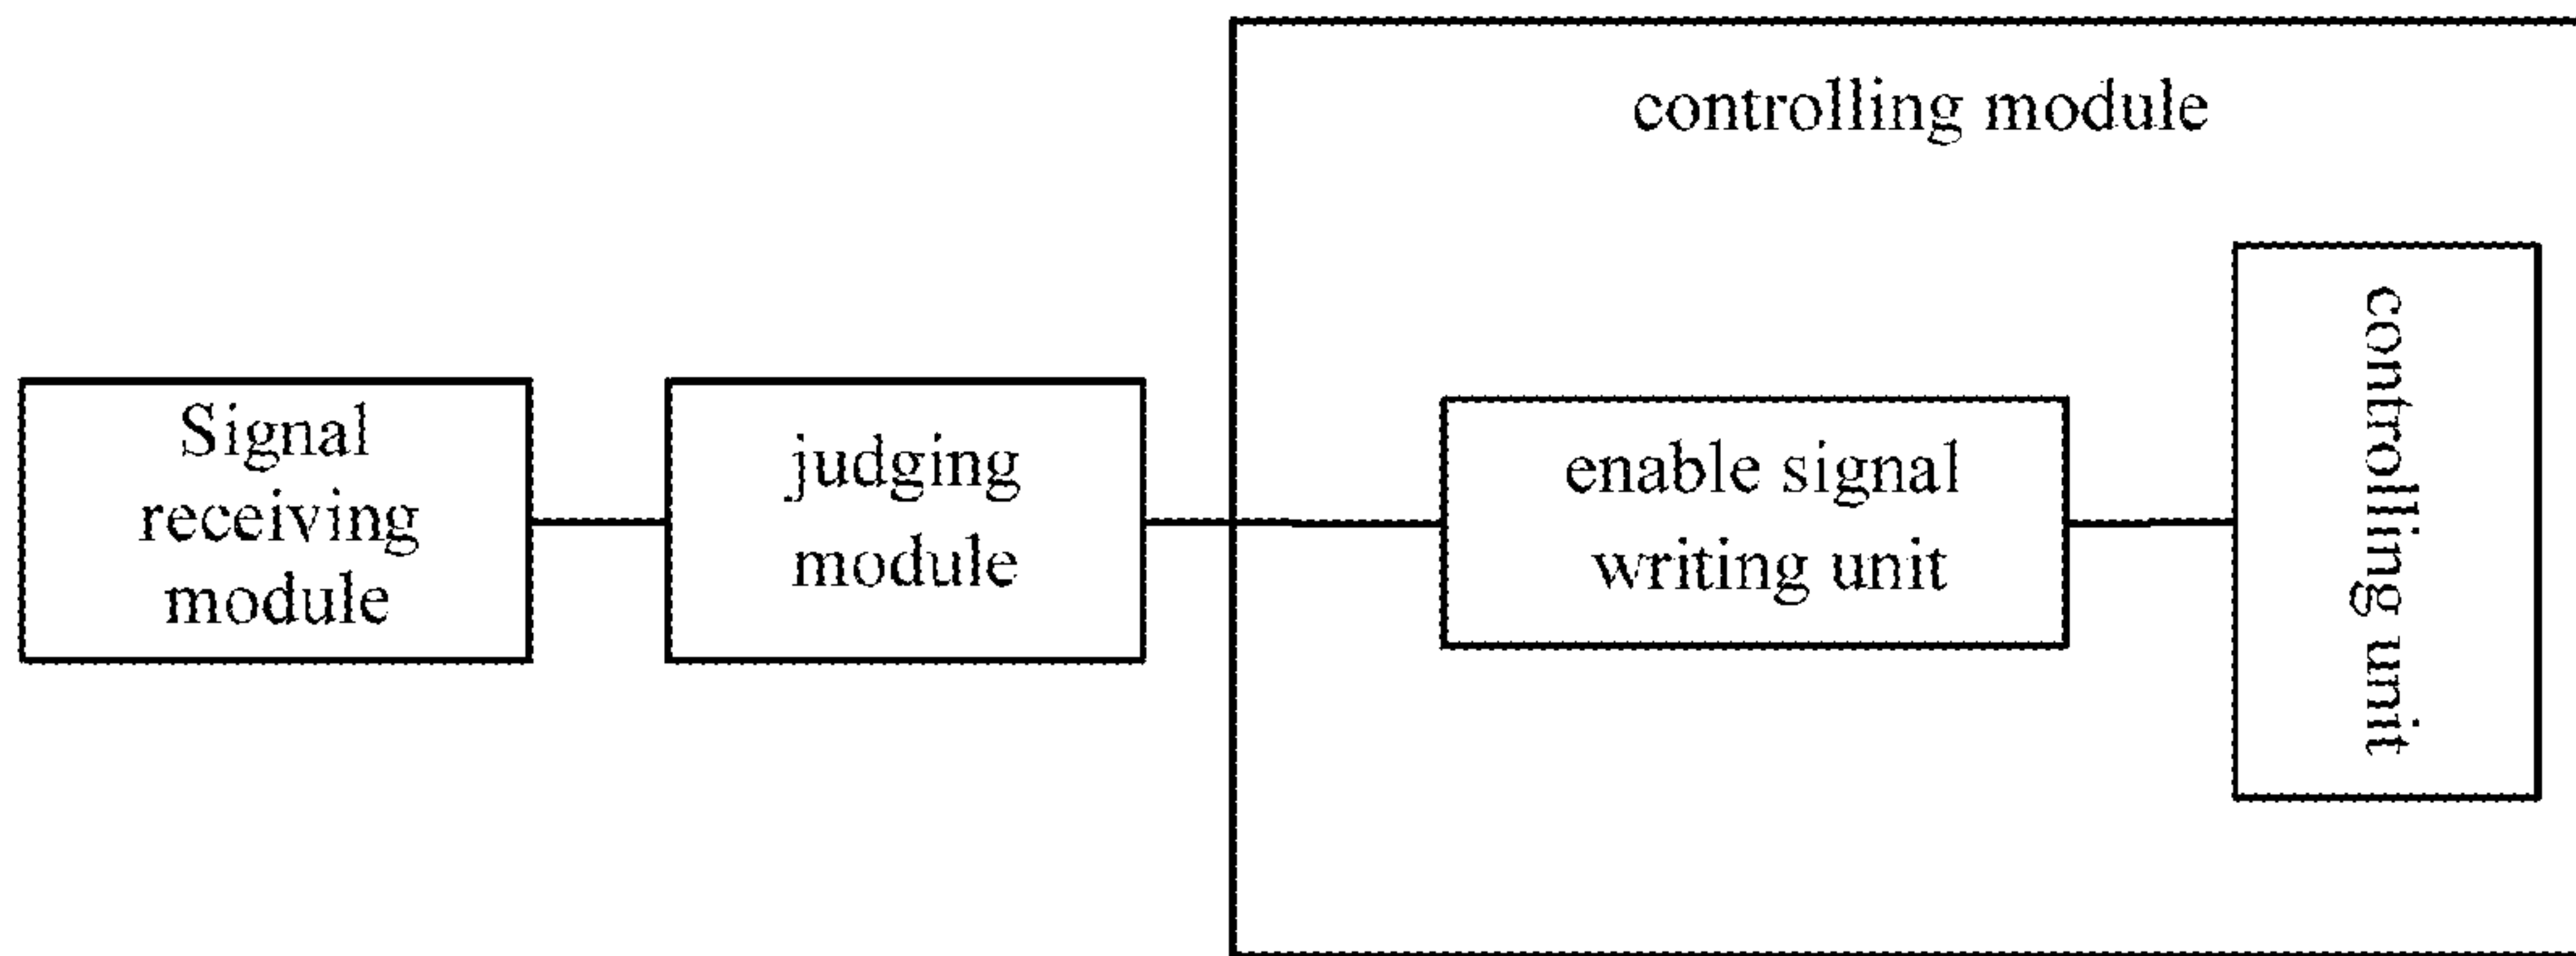 controlling module
Signal
receiving
module
judging
module
enable signal
writing unit
controlling unit